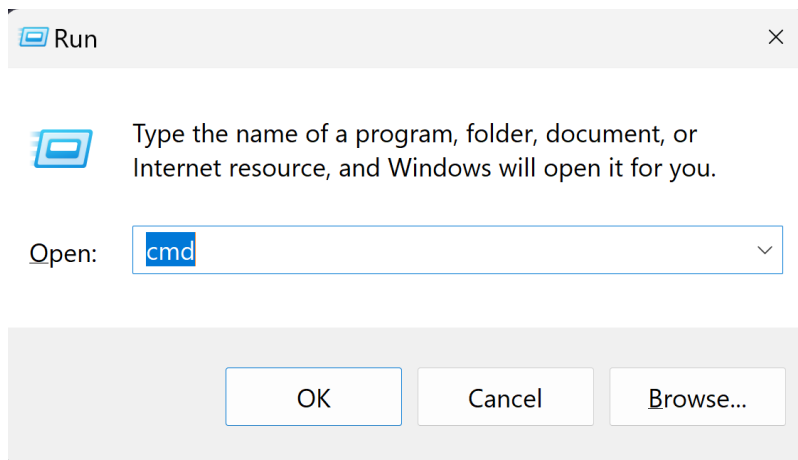 Run
Type the name of a program, folder, document, or
Internet resource, and Windows will open it for you.
Open: cmd
OK Cancel Browse...